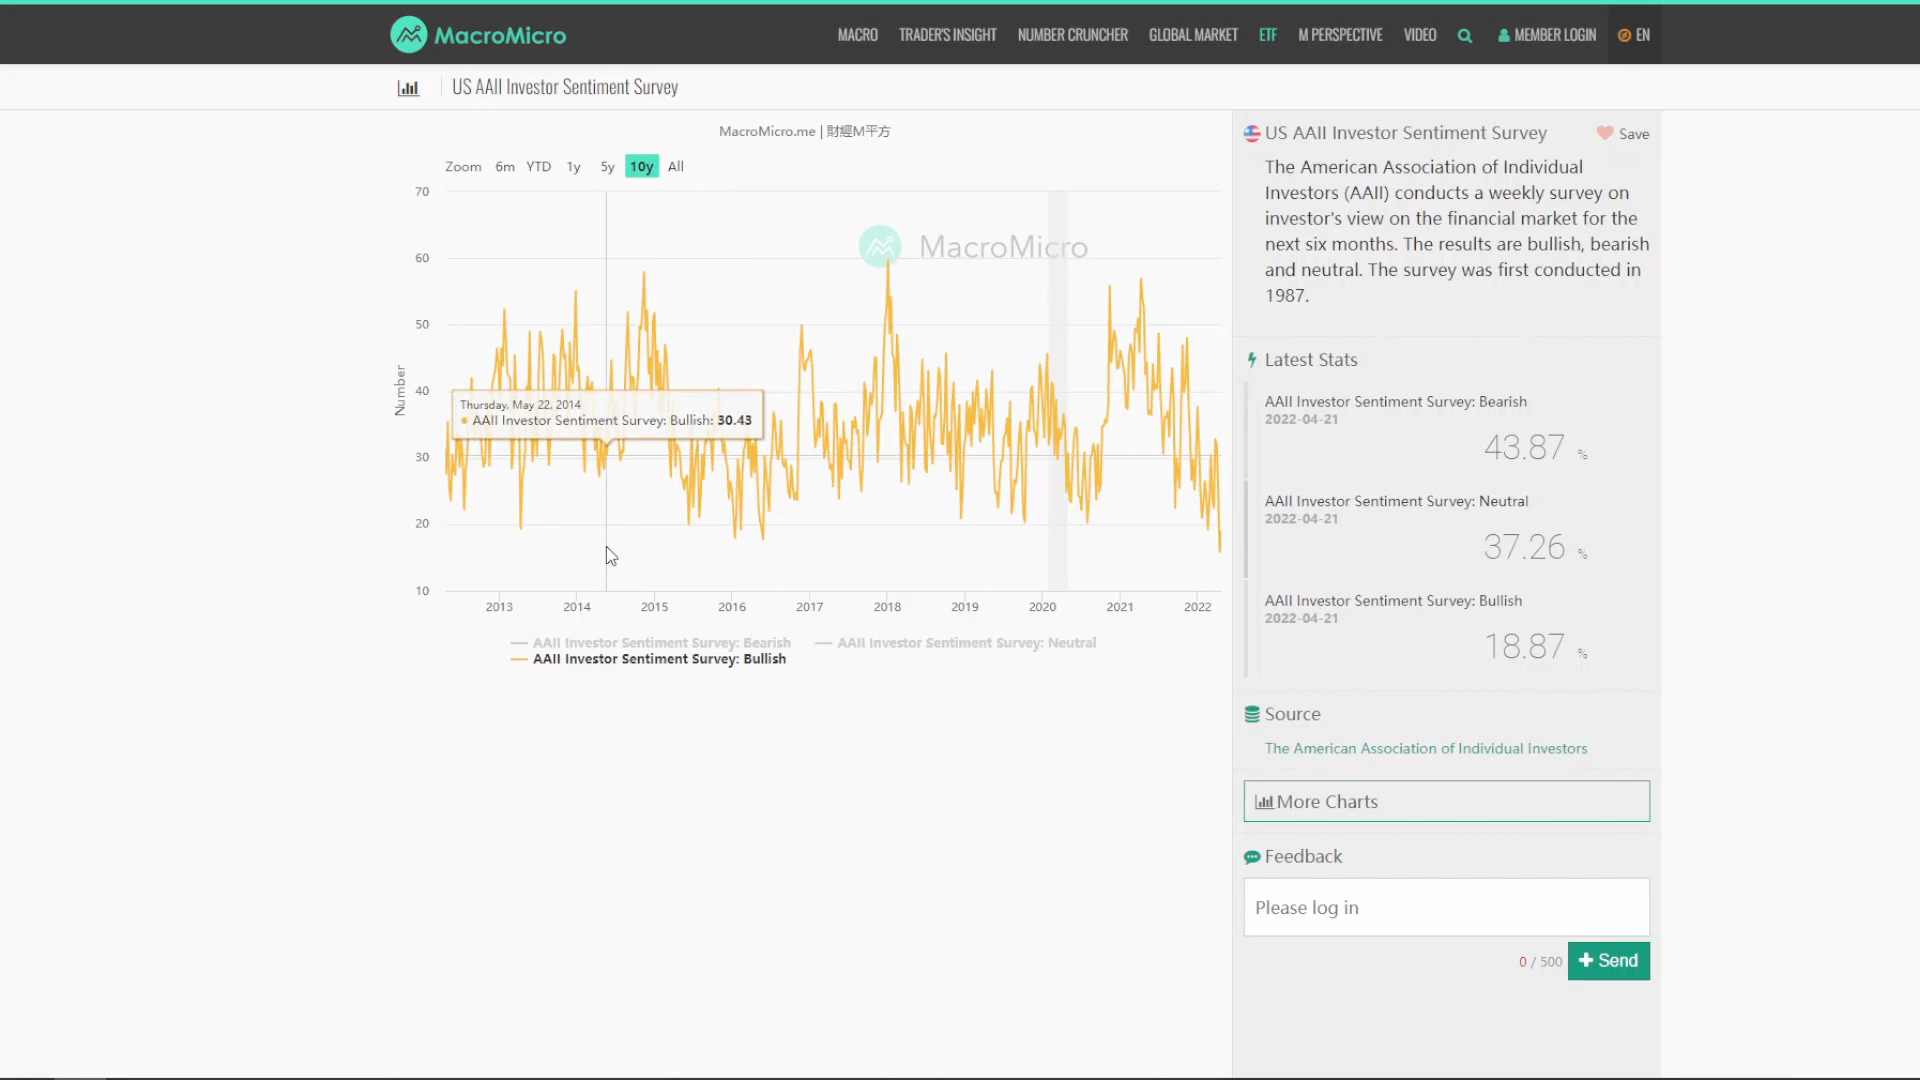 MacroMicro
MACRO TRADER'S INSIGHT NUMBER CRUNCHER GLOBAL MARKET ETF M PERSPECTIVE VIDEO MEMBER LOGIN EN
US AAII Investor Sentiment Survey
MacroMicro.me | 財經M平方
Zoom 6m YTD 1y 5y 10y All
70
60
50
40
30
20
10
Number
MacroMicro
Thursday, May 22, 2014
AAII Investor Sentiment Survey: Bullish: 30.43
2013 2014 2015 2016 2017 2018 2019 2020 2021 2022
AAII Investor Sentiment Survey: Bearish AAII Investor Sentiment Survey: Neutral
AAII Investor Sentiment Survey: Bullish
US AAII Investor Sentiment Survey Save
The American Association of Individual
Investors (AAII) conducts a weekly survey on
investor's view on the financial market for the
next six months. The results are bullish, bearish
and neutral. The survey was first conducted in
1987.
Latest Stats
AAII Investor Sentiment Survey: Bearish
2022-04-21
43.87 %
AAII Investor Sentiment Survey: Neutral
2022-04-21
37.26 %
AAII Investor Sentiment Survey: Bullish
2022-04-21
18.87 %
Source
The American Association of Individual Investors
More Charts
Feedback
Please log in
0 / 500 Send